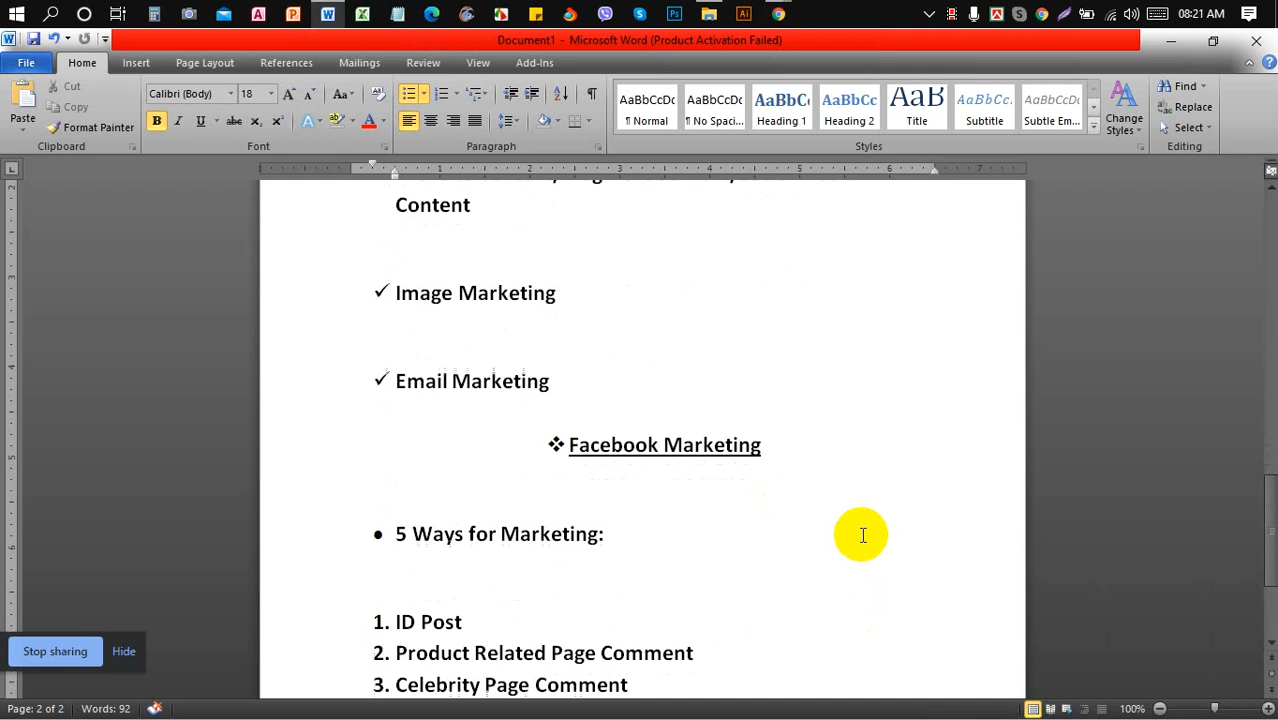 08:21 AM
Document1 - Microsoft Word (Product Activation Failed)
File Home Insert Page Layout References Mailings Review View Add-Ins
Paste
Cut
Copy
Format Painter
Clipboard
Calibri (Body) 18
Font
Paragraph
AaBbCcDc AaBbCcDc AaBbC AaBbCc AaB AaBbCc. AaBbCcDc
¶ Normal ¶ No Spaci... Heading 1 Heading 2 Title Subtitle Subtle Em...
Change Styles
Styles
Find
Replace
Select
Editing
Content
✓ Image Marketing
✓ Email Marketing
❖ Facebook Marketing
• 5 Ways for Marketing:
1. ID Post
2. Product Related Page Comment
3. Celebrity Page Comment
Stop sharing Hide
Page: 2 of 2 Words: 92 100%